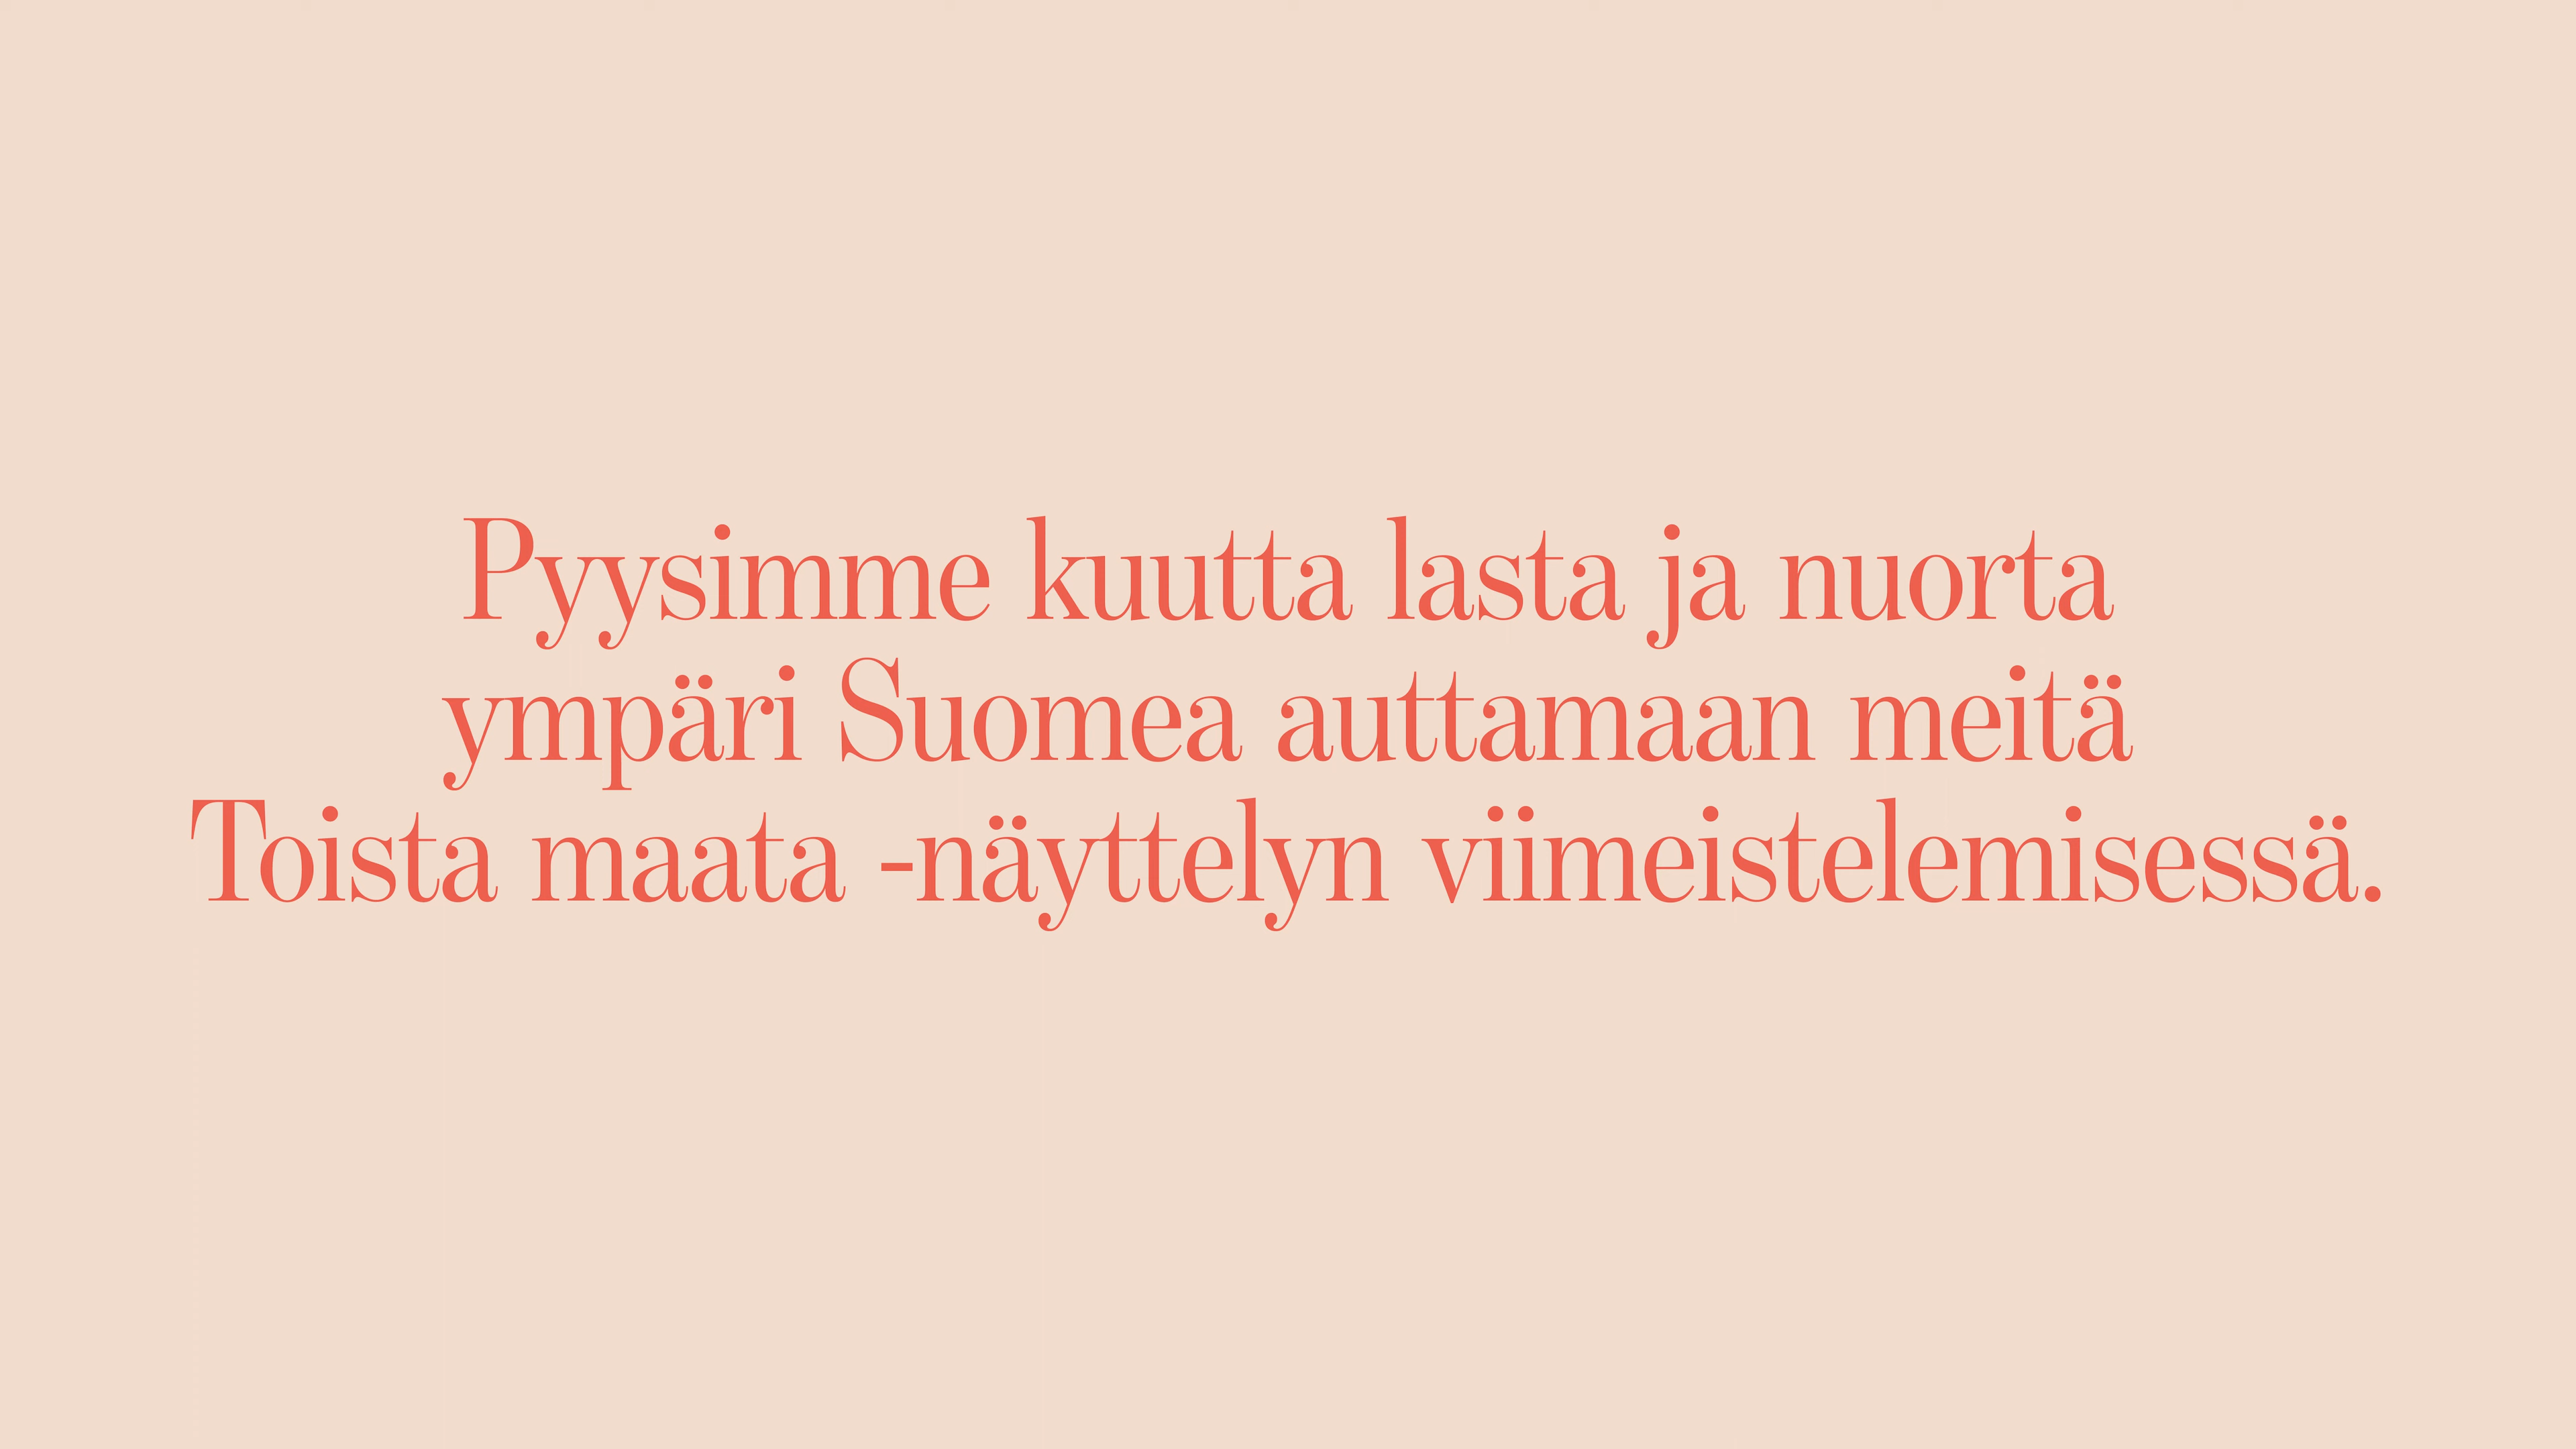 Pyysimme kuutta lasta ja nuorta
ympäri Suomea auttamaan meitä
Toista maata -näyttelyn viimeistelemisessä.